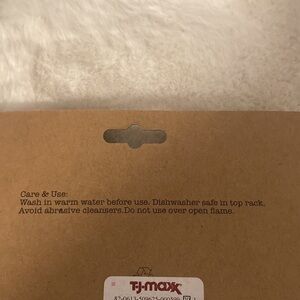 Care & Use:
Wash in warm water before use. Dishwasher safe in top rack.
Avoid abrasive cleansers.Do not use over open flame.
T·J·maxx